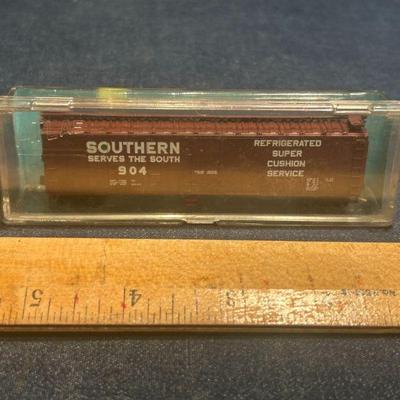 SOUTHERN
SERVES THE SOUTH
904
REFRIGERATED
SUPER
CUSHION
SERVICE
5
4
3